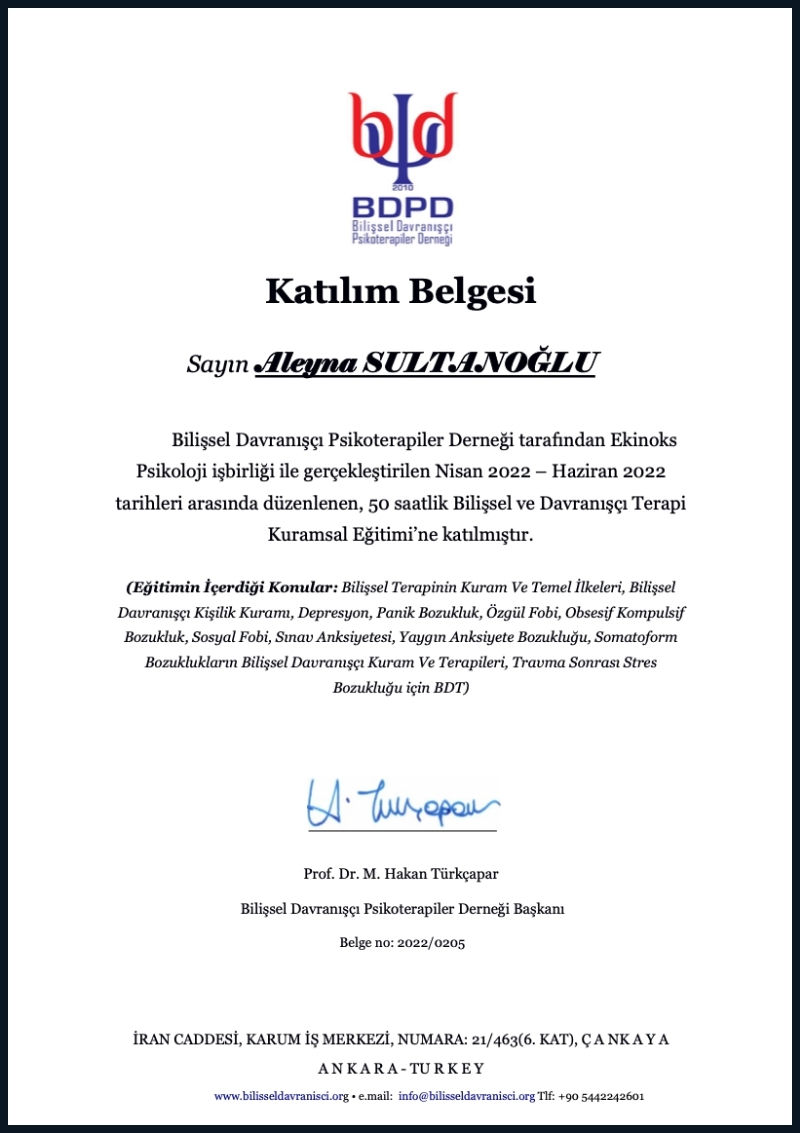 bψd
2010
BDPD
Bilişsel Davranışçı
Psikoterapiler Derneği
Katılım Belgesi
Sayın Aleyna SULTANOĞLU
Bilişsel Davranışçı Psikoterapiler Derneği tarafından Ekinoks
Psikoloji işbirliği ile gerçekleştirilen Nisan 2022 – Haziran 2022
tarihleri arasında düzenlenen, 50 saatlik Bilişsel ve Davranışçı Terapi
Kuramsal Eğitimi’ne katılmıştır.
(Eğitimin İçerdiği Konular: Bilişsel Terapinin Kuram Ve Temel İlkeleri, Bilişsel
Davranışçı Kişilik Kuramı, Depresyon, Panik Bozukluk, Özgül Fobi, Obsesif Kompulsif
Bozukluk, Sosyal Fobi, Sınav Anksiyetesi, Yaygın Anksiyete Bozukluğu, Somatoform
Bozuklukların Bilişsel Davranışçı Kuram Ve Terapileri, Travma Sonrası Stres
Bozukluğu için BDT)
H. Türkçapar
Prof. Dr. M. Hakan Türkçapar
Bilişsel Davranışçı Psikoterapiler Derneği Başkanı
Belge no: 2022/0205
İRAN CADDESİ, KARUM İŞ MERKEZİ, NUMARA: 21/463(6. KAT), Ç A N K A Y A
A N K A R A - T U R K E Y
www.bilisseldavranisci.org • e.mail: info@bilisseldavranisci.org Tlf: +90 5442242601